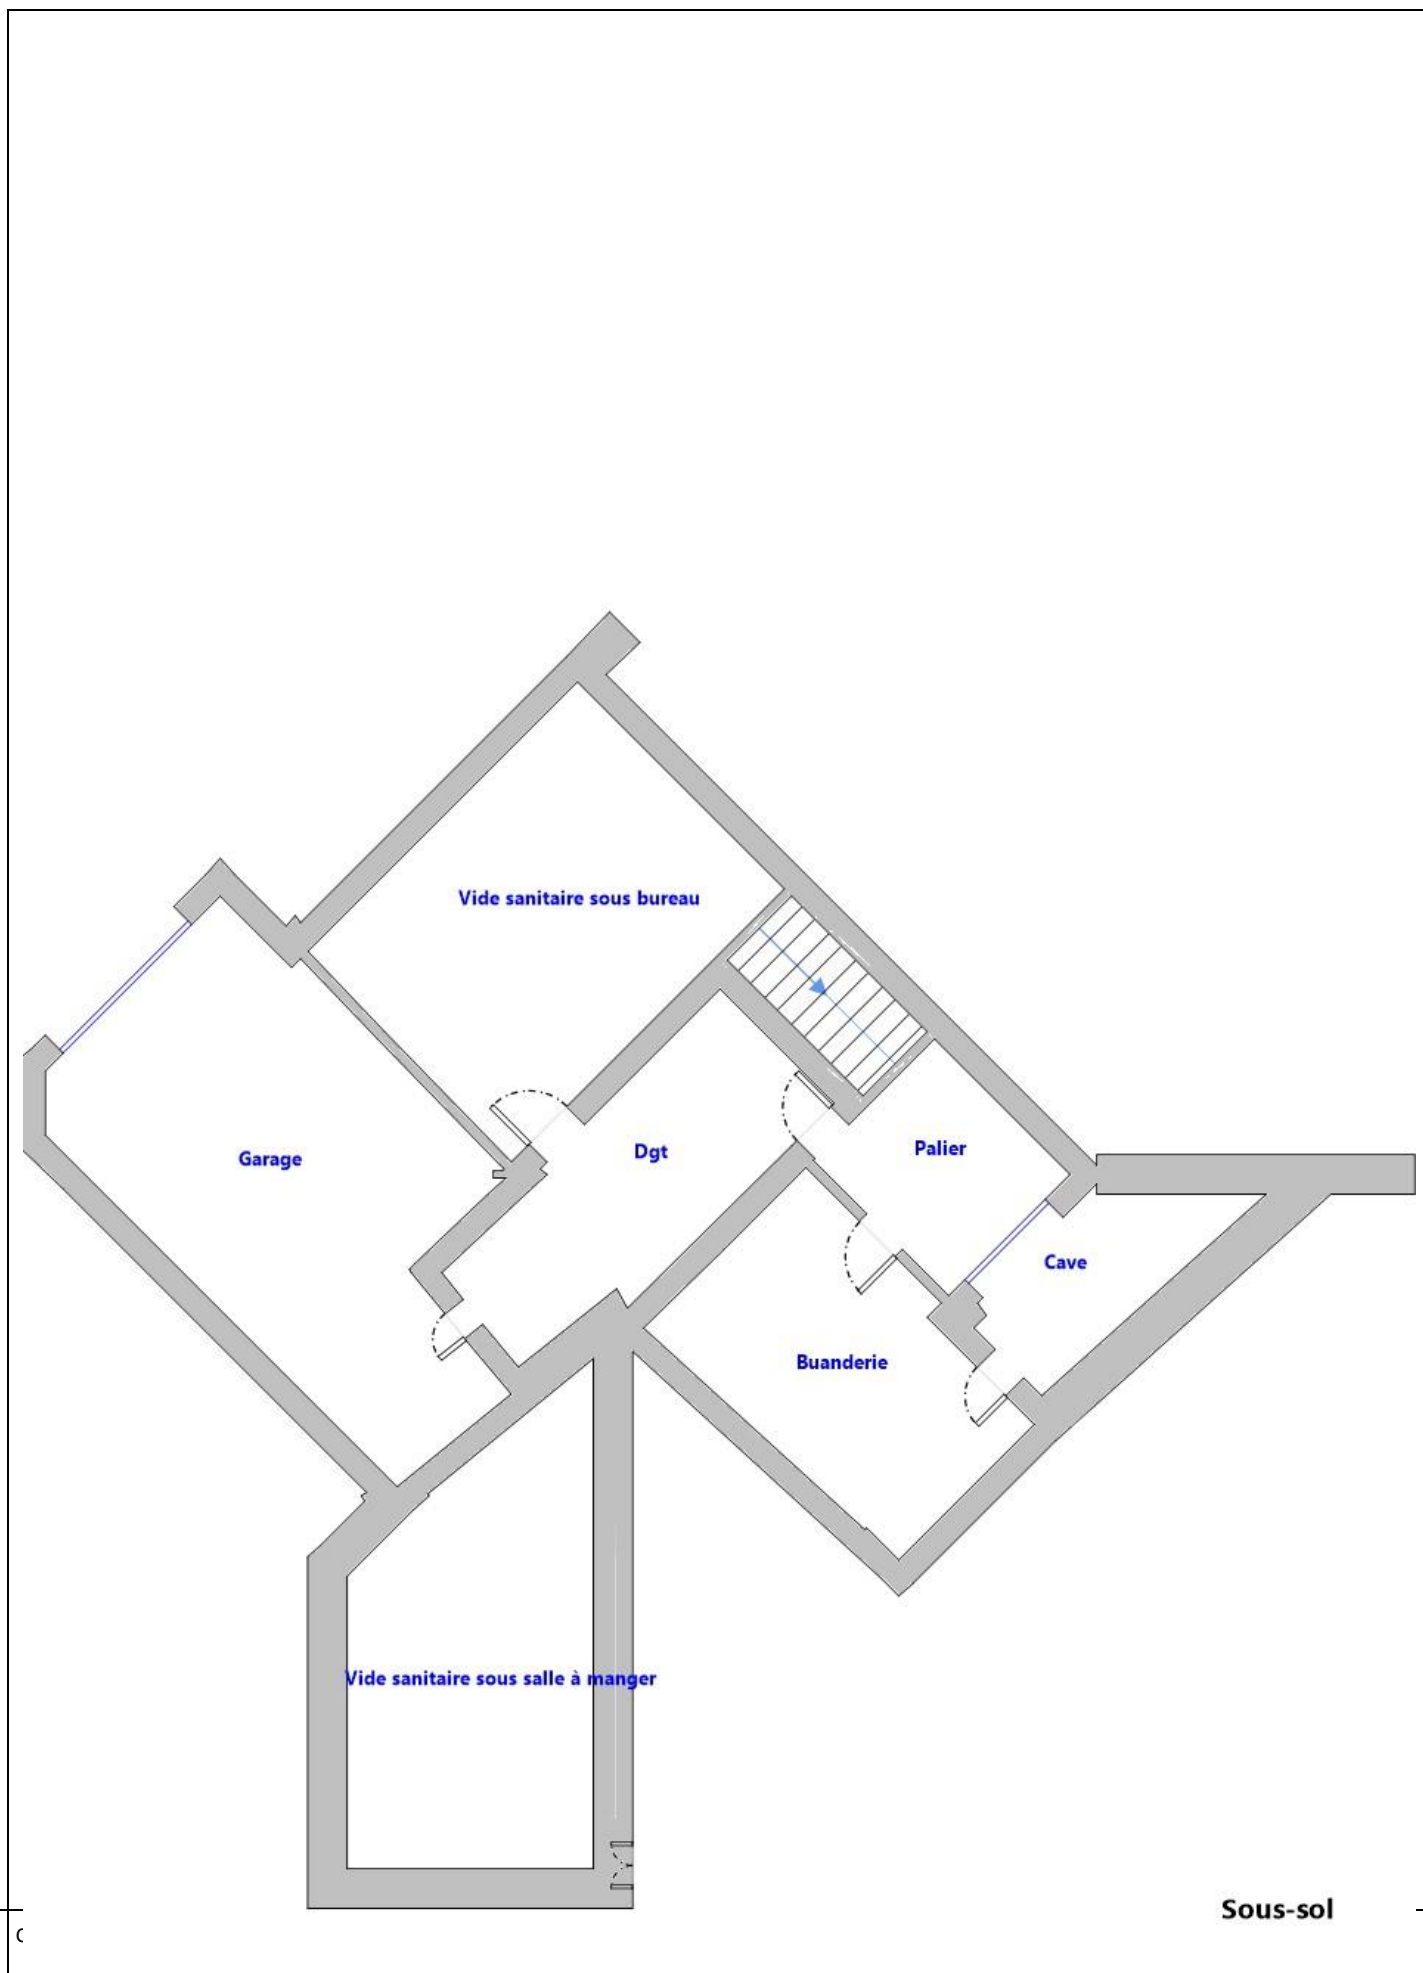 Vide sanitaire sous bureau
Garage
Dgt
Palier
Cave
Buanderie
Vide sanitaire sous salle à manger
Sous-sol